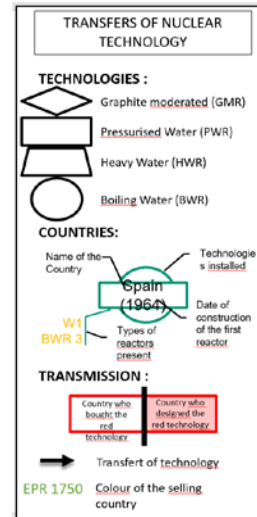 TRANSFERS OF NUCLEAR
TECHNOLOGY
TECHNOLOGIES :
Graphite moderated (GMR)
Pressurised Water (PWR)
Heavy Water (HWR)
Boiling Water (BWR)
COUNTRIES:
Name of the
Country
Technologie
s installed
Spain
(1964)
W1
BWR 3
Types of
reactors
present
Date of
construction
of the first
reactor
TRANSMISSION :
Country who
bought the
red
technology
Country who
designed the
red technology
Transfert of technology
EPR 1750
Colour of the selling
country